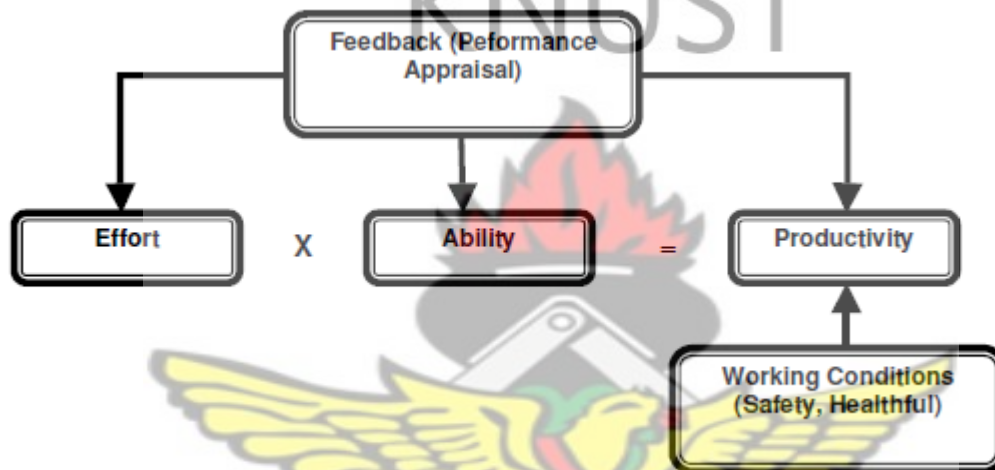 KNUST
Feedback (Peformance
Appraisal)
Effort X Ability = Productivity
Working Conditions
(Safety, Healthful)